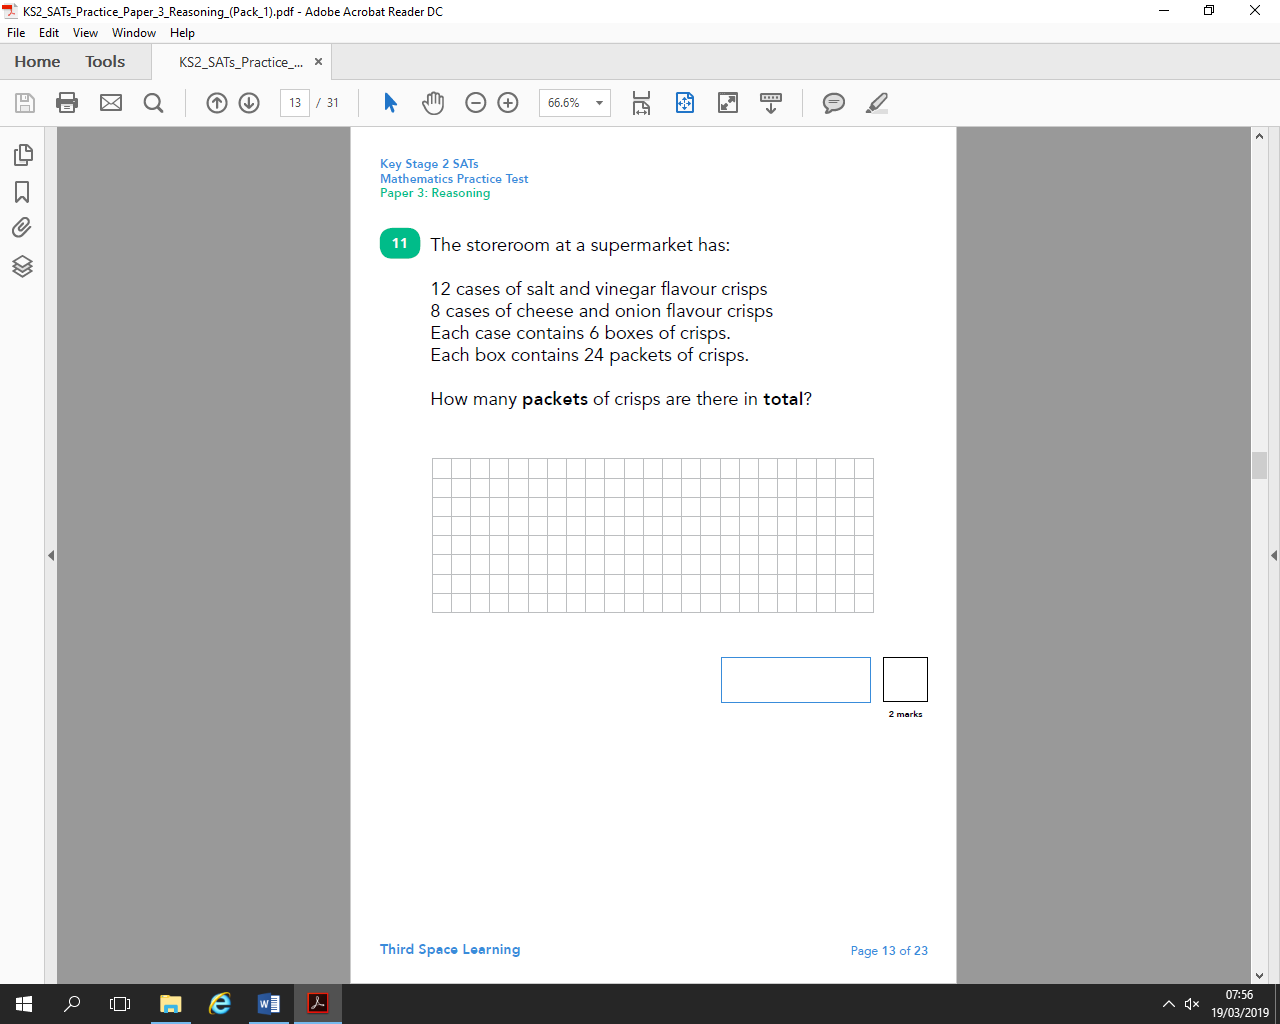 KS2_SATs_Practice_Paper_3_Reasoning_(Pack_1).pdf - Adobe Acrobat Reader DC
File Edit View Window Help
Home Tools KS2_SATs_Practice_... ×
13 / 31 66.6%
Key Stage 2 SATs
Mathematics Practice Test
Paper 3: Reasoning
11 The storeroom at a supermarket has:
12 cases of salt and vinegar flavour crisps
8 cases of cheese and onion flavour crisps
Each case contains 6 boxes of crisps.
Each box contains 24 packets of crisps.
How many packets of crisps are there in total?
2 marks
Third Space Learning Page 13 of 23
07:56
19/03/2019